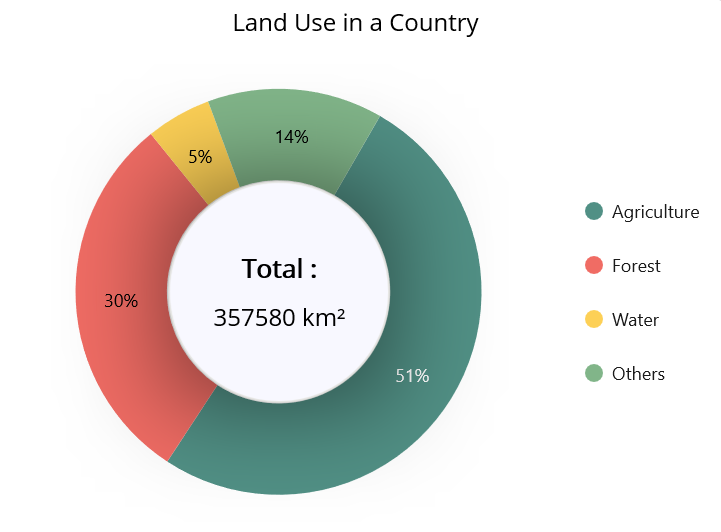 Land Use in a Country
14%
5%
30%
51%
Total :
357580 km²
Agriculture
Forest
Water
Others